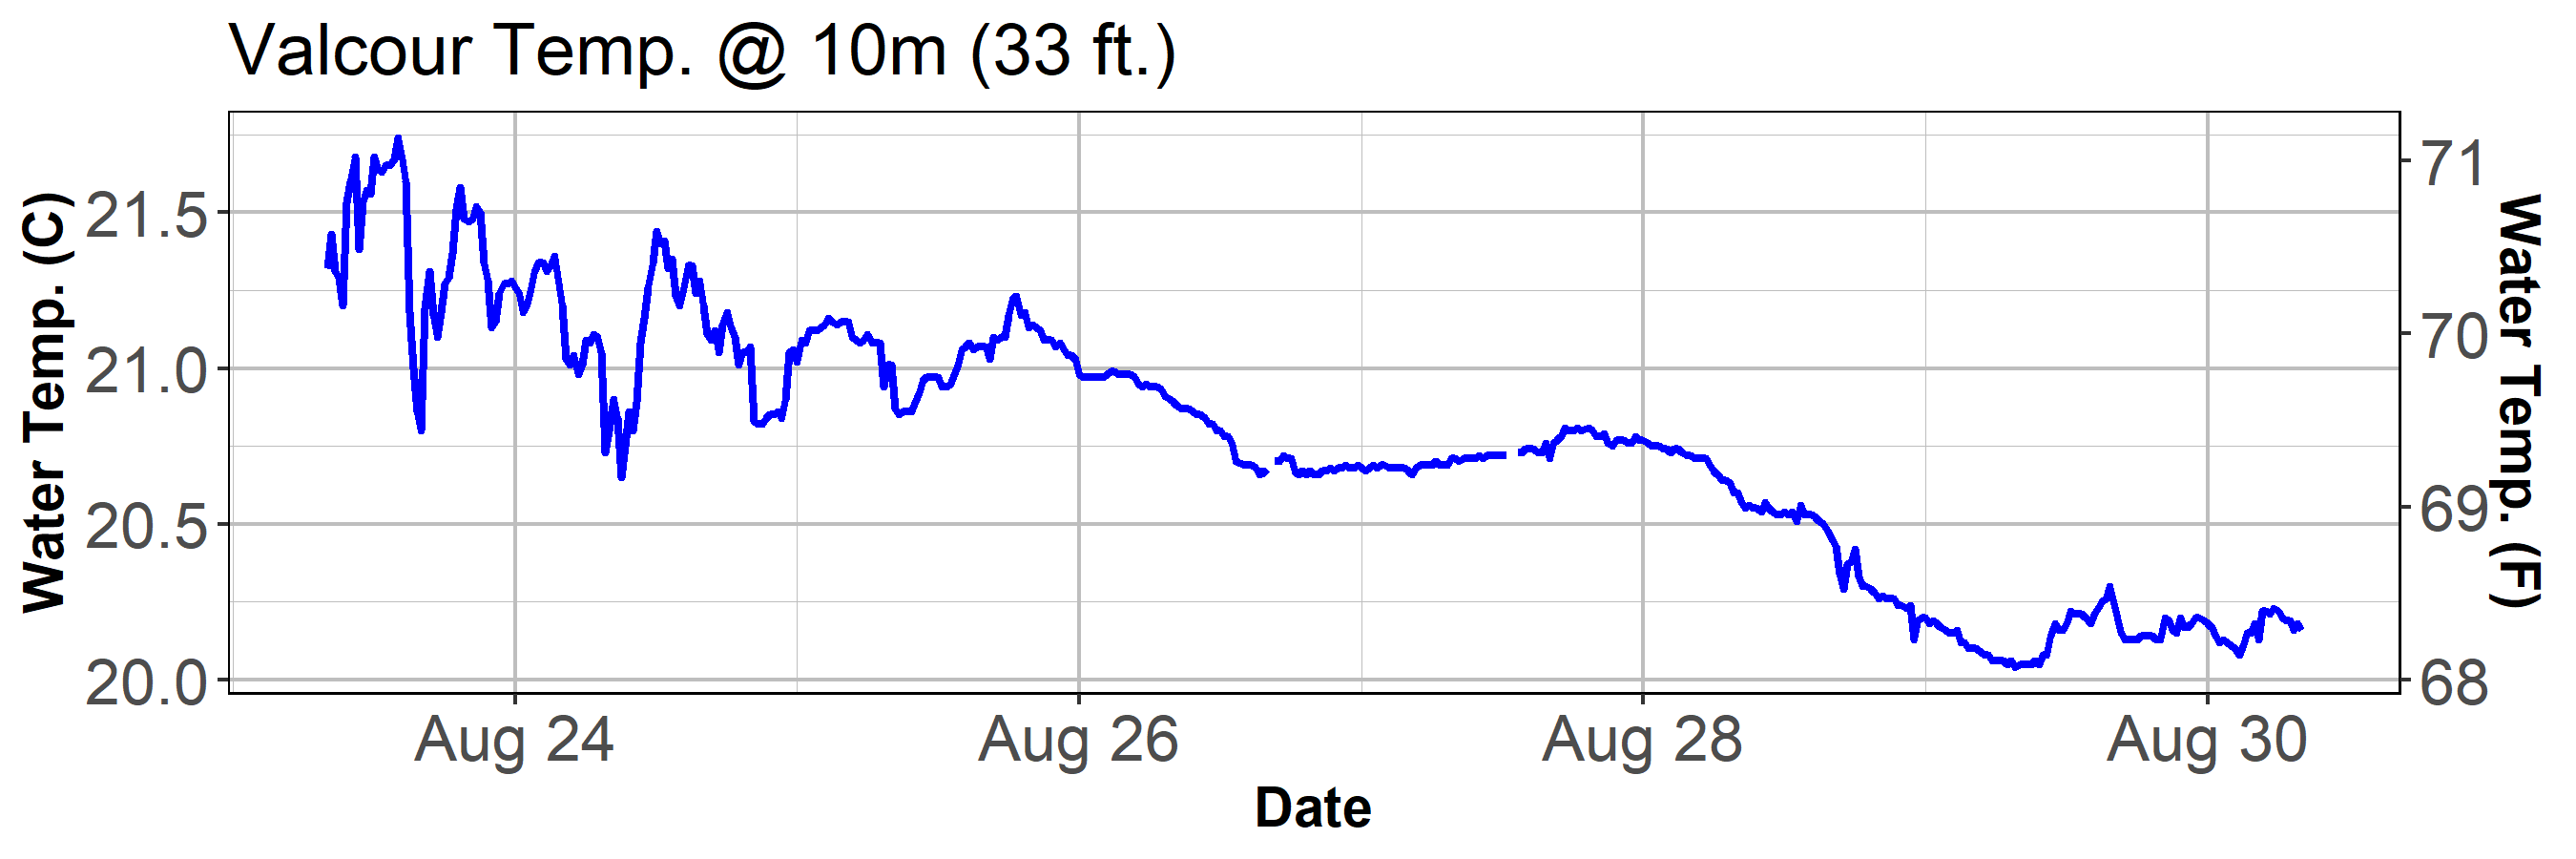 Valcour Temp. @ 10m (33 ft.)
Water Temp. (C)
21.5
21.0
20.5
20.0
71
70
69
68
Water Temp. (F)
Aug 24
Aug 26
Aug 28
Aug 30
Date